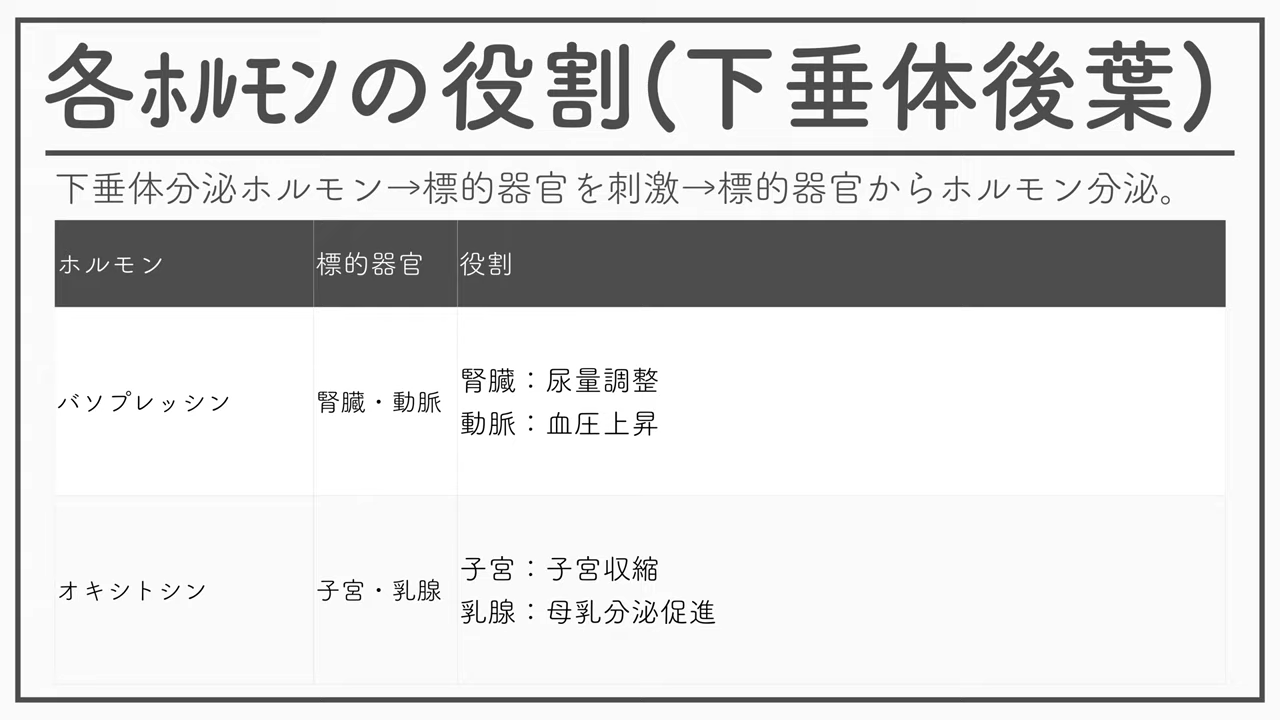 各ﾎﾙﾓﾝの役割(下垂体後葉)
下垂体分泌ホルモン→標的器官を刺激→標的器官からホルモン分泌。
ホルモン 標的器官 役割
バソプレッシン 腎臓・動脈 腎臓：尿量調整
動脈：血圧上昇
オキシトシン 子宮・乳腺 子宮：子宮収縮
乳腺：母乳分泌促進